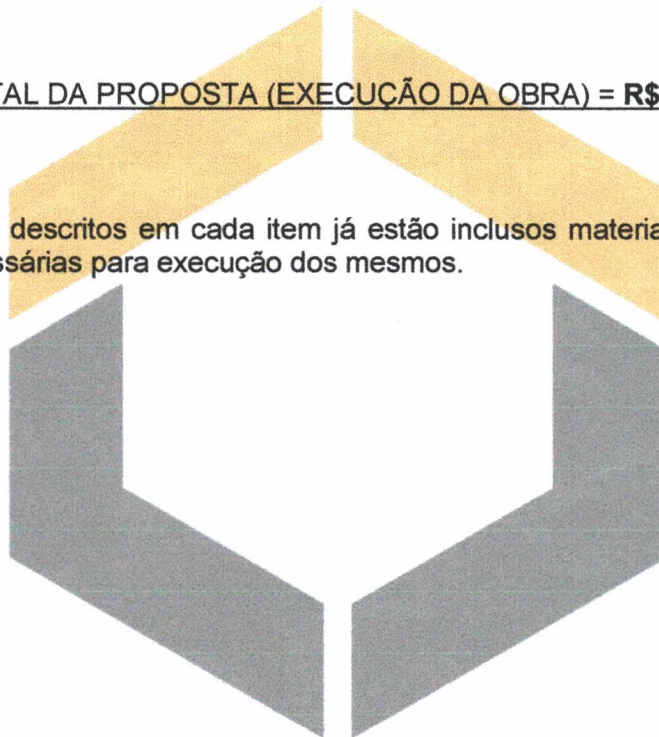 TAL DA PROPOSTA (EXECUÇÃO DA OBRA) = R$
descritos em cada item já estão inclusos materia
ssárias para execução dos mesmos.